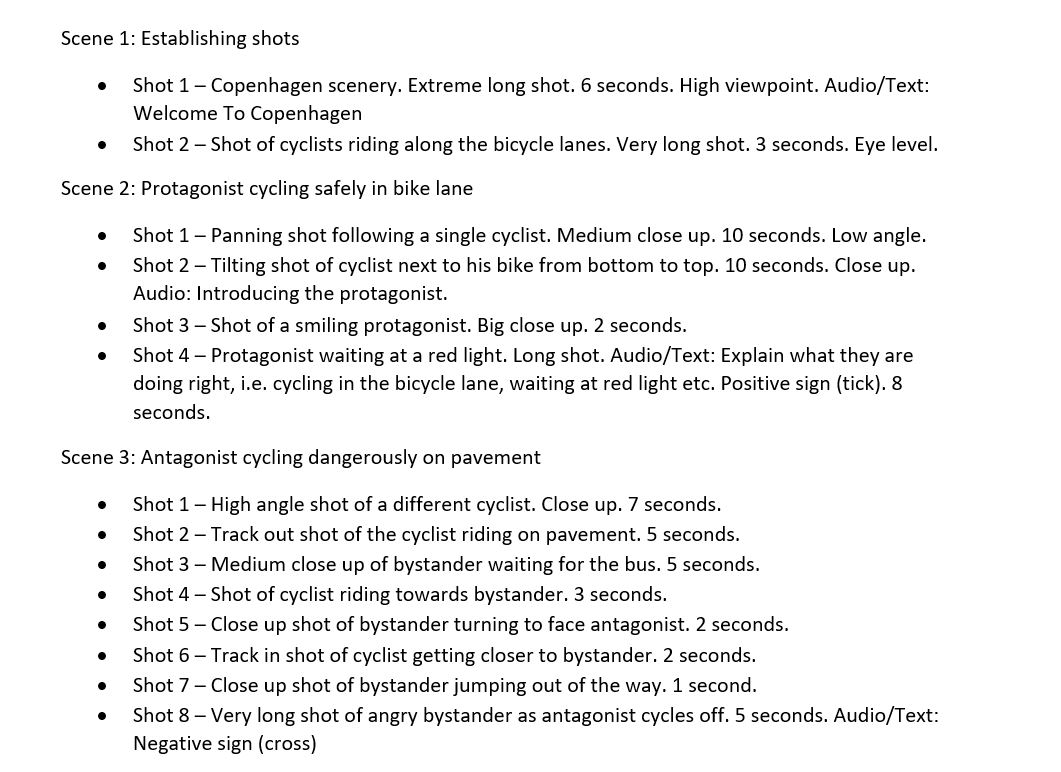 Scene 1: Establishing shots
• Shot 1 – Copenhagen scenery. Extreme long shot. 6 seconds. High viewpoint. Audio/Text:
Welcome To Copenhagen
• Shot 2 – Shot of cyclists riding along the bicycle lanes. Very long shot. 3 seconds. Eye level.
Scene 2: Protagonist cycling safely in bike lane
• Shot 1 – Panning shot following a single cyclist. Medium close up. 10 seconds. Low angle.
• Shot 2 – Tilting shot of cyclist next to his bike from bottom to top. 10 seconds. Close up.
Audio: Introducing the protagonist.
• Shot 3 – Shot of a smiling protagonist. Big close up. 2 seconds.
• Shot 4 – Protagonist waiting at a red light. Long shot. Audio/Text: Explain what they are
doing right, i.e. cycling in the bicycle lane, waiting at red light etc. Positive sign (tick). 8
seconds.
Scene 3: Antagonist cycling dangerously on pavement
• Shot 1 – High angle shot of a different cyclist. Close up. 7 seconds.
• Shot 2 – Track out shot of the cyclist riding on pavement. 5 seconds.
• Shot 3 – Medium close up of bystander waiting for the bus. 5 seconds.
• Shot 4 – Shot of cyclist riding towards bystander. 3 seconds.
• Shot 5 – Close up shot of bystander turning to face antagonist. 2 seconds.
• Shot 6 – Track in shot of cyclist getting closer to bystander. 2 seconds.
• Shot 7 – Close up shot of bystander jumping out of the way. 1 second.
• Shot 8 – Very long shot of angry bystander as antagonist cycles off. 5 seconds. Audio/Text:
Negative sign (cross)